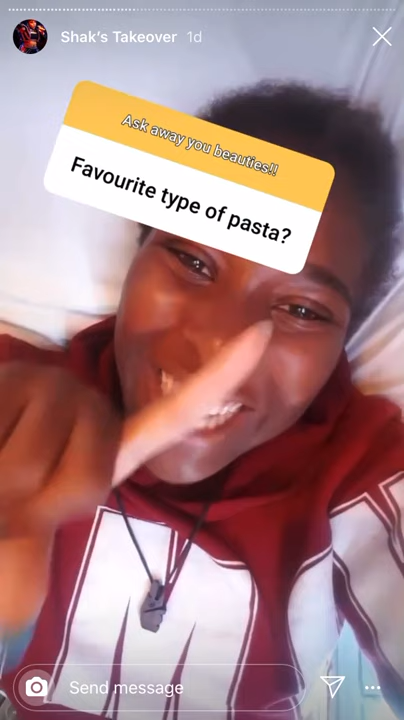 Shak's Takeover 1d
Ask away you beauties!!
Favourite type of pasta?
Send message